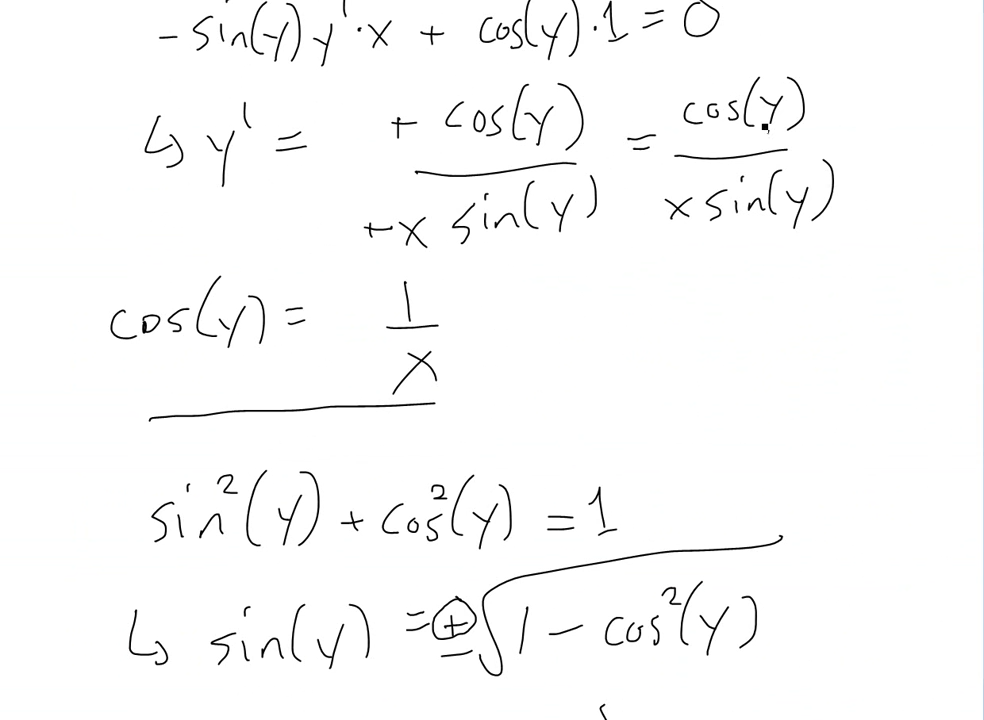 -sin(y) y' · x + cos(y) · 1 = 0
↳ y' = + cos(y) / +x sin(y) = cos(y) / x sin(y)
cos(y) = 1 / x
sin²(y) + cos²(y) = 1
↳ sin(y) = ±√(1 - cos²(y))